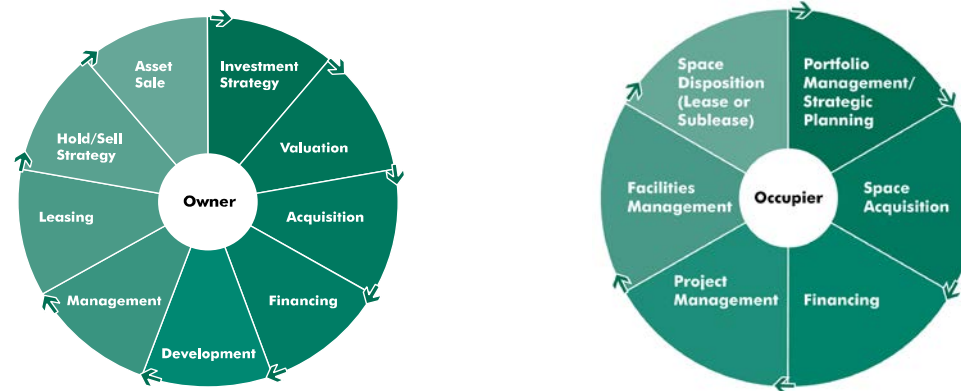 Asset
Sale
Investment
Strategy
Valuation
Acquisition
Financing
Development
Management
Leasing
Hold/Sell
Strategy
Owner
Space
Disposition
(Lease or
Sublease)
Portfolio
Management/
Strategic
Planning
Space
Acquisition
Financing
Project
Management
Facilities
Management
Occupier